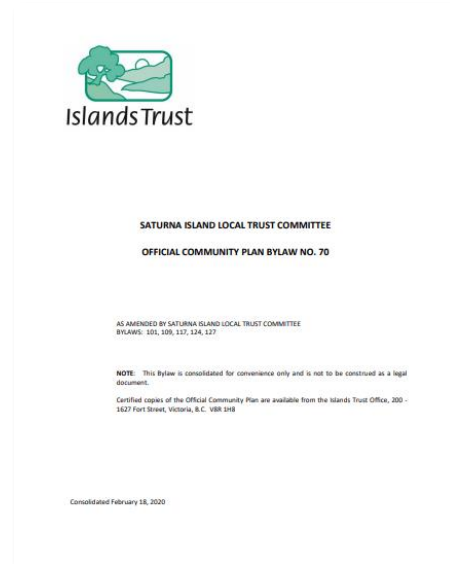 Islands Trust
SATURNA ISLAND LOCAL TRUST COMMITTEE
OFFICIAL COMMUNITY PLAN BYLAW NO. 70
AS AMENDED BY SATURNA ISLAND LOCAL TRUST COMMITTEE
BYLAWS: 101, 109, 117, 124, 127
NOTE: This Bylaw is consolidated for convenience only and is not to be construed as a legal
document.
Certified copies of the Official Community Plan are available from the Islands Trust Office, 200 -
1627 Fort Street, Victoria, B.C. V8R 1H8
Consolidated February 18, 2020